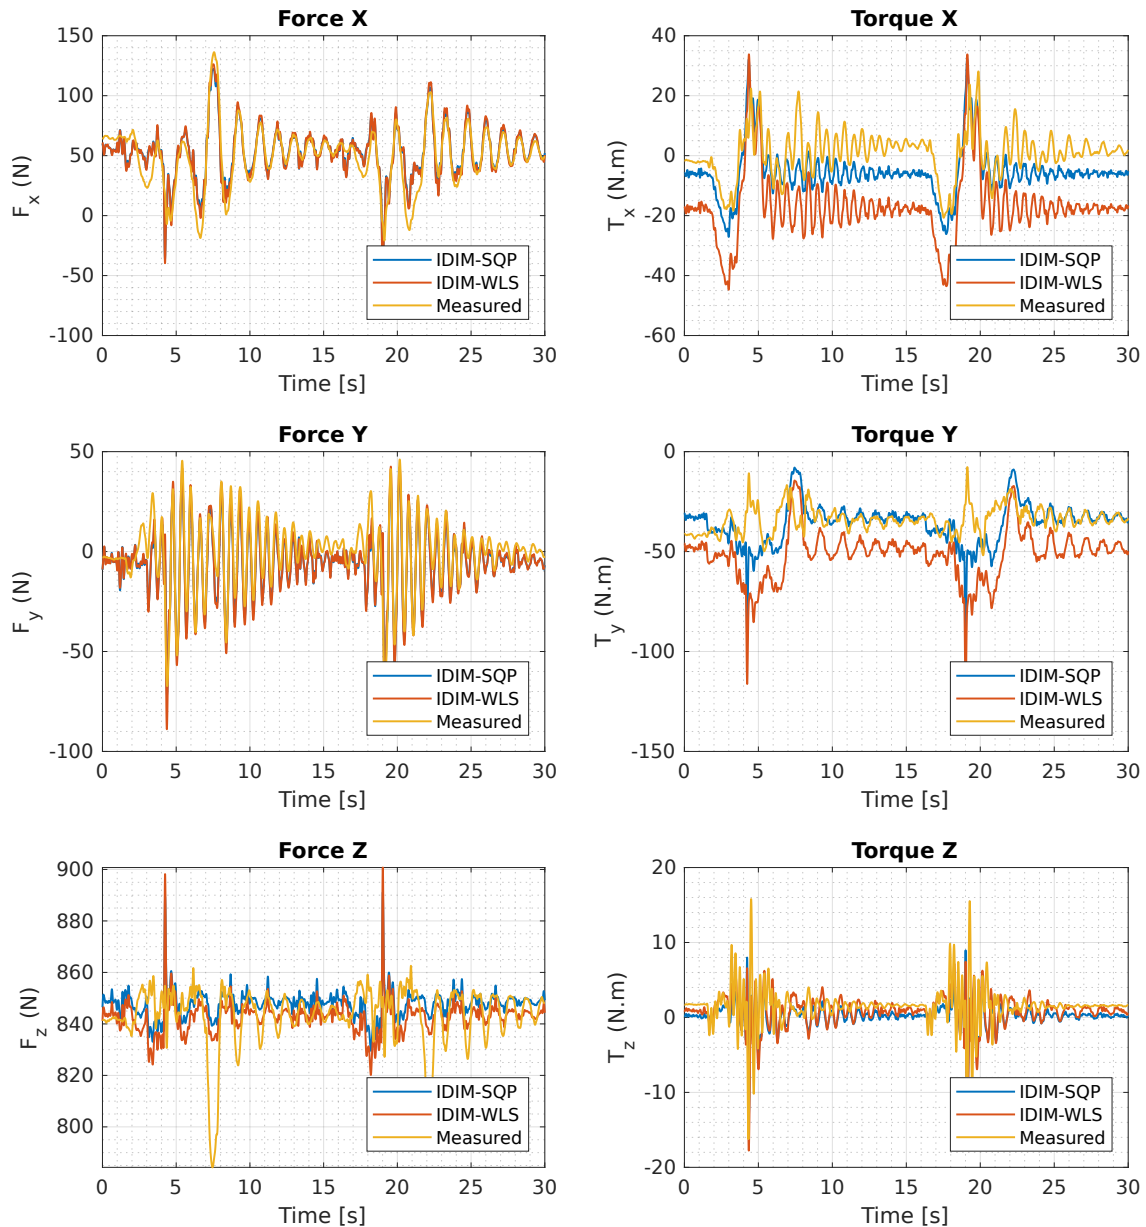 Force X
150
100
50
0
-50
-100
F_x (N)
0 5 10 15 20 25 30
Time [s]
IDIM-SQP
IDIM-WLS
Measured
Torque X
40
20
0
-20
-40
-60
T_x (N.m)
0 5 10 15 20 25 30
Time [s]
IDIM-SQP
IDIM-WLS
Measured
Force Y
50
0
-50
-100
F_y (N)
0 5 10 15 20 25 30
Time [s]
IDIM-SQP
IDIM-WLS
Measured
Torque Y
0
-50
-100
-150
T_y (N.m)
0 5 10 15 20 25 30
Time [s]
IDIM-SQP
IDIM-WLS
Measured
Force Z
900
880
860
840
820
800
F_z (N)
0 5 10 15 20 25 30
Time [s]
IDIM-SQP
IDIM-WLS
Measured
Torque Z
20
10
0
-10
-20
T_z (N.m)
0 5 10 15 20 25 30
Time [s]
IDIM-SQP
IDIM-WLS
Measured